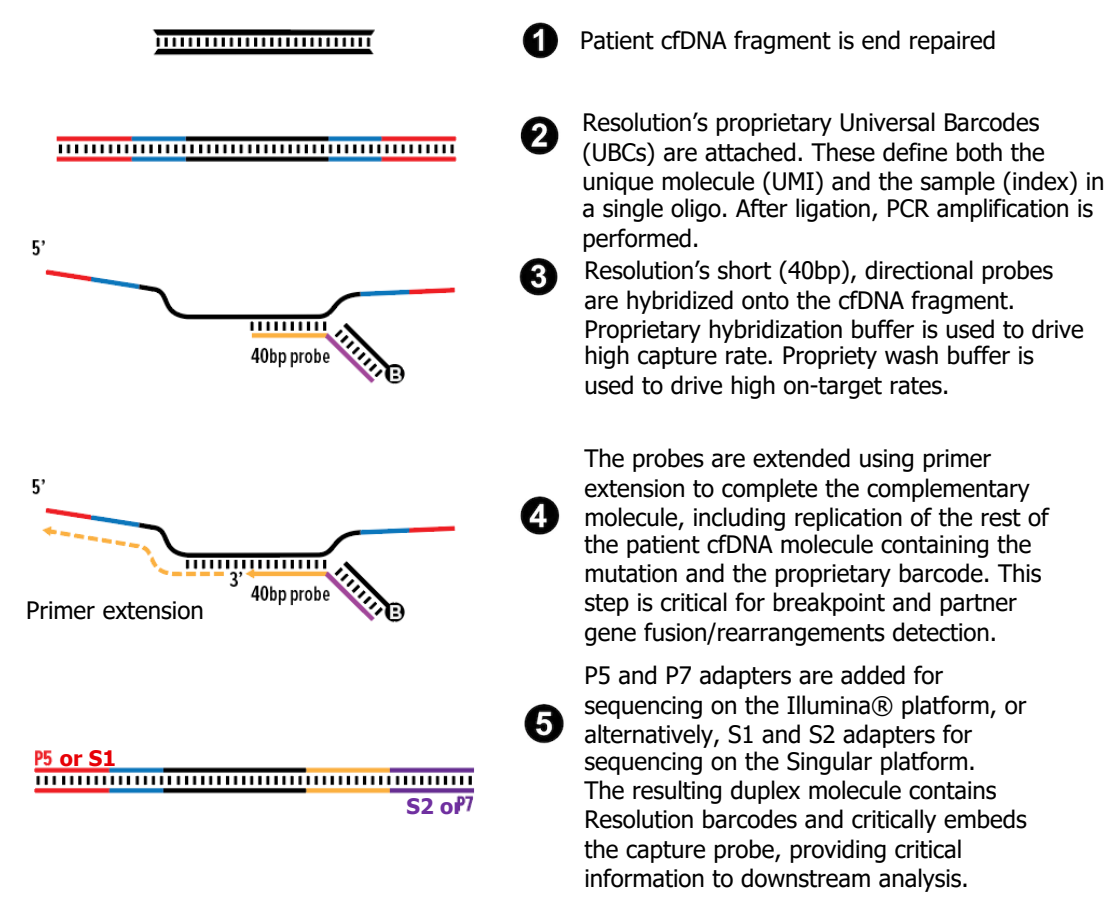 1 Patient cfDNA fragment is end repaired
2 Resolution's proprietary Universal Barcodes
(UBCs) are attached. These define both the
unique molecule (UMI) and the sample (index) in
a single oligo. After ligation, PCR amplification is
performed.
5'
40bp probe
B
3 Resolution's short (40bp), directional probes
are hybridized onto the cfDNA fragment.
Proprietary hybridization buffer is used to drive
high capture rate. Propriety wash buffer is
used to drive high on-target rates.
5'
3'
40bp probe
B
Primer extension
4 The probes are extended using primer
extension to complete the complementary
molecule, including replication of the rest of
the patient cfDNA molecule containing the
mutation and the proprietary barcode. This
step is critical for breakpoint and partner
gene fusion/rearrangements detection.
P5 or S1
S2 or P7
5 P5 and P7 adapters are added for
sequencing on the Illumina® platform, or
alternatively, S1 and S2 adapters for
sequencing on the Singular platform.
The resulting duplex molecule contains
Resolution barcodes and critically embeds
the capture probe, providing critical
information to downstream analysis.